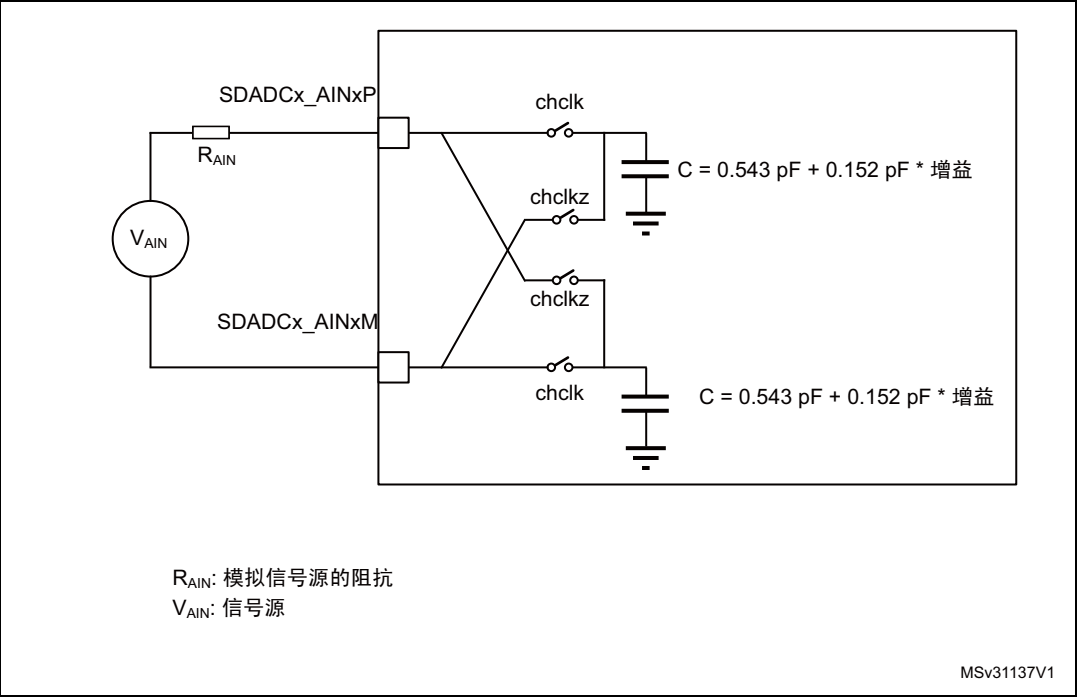 SDADCx_AINxP
chclk
RAIN
C = 0.543 pF + 0.152 pF * 增益
chclkz
VAIN
chclkz
SDADCx_AINxM
chclk
C = 0.543 pF + 0.152 pF * 增益
RAIN: 模拟信号源的阻抗
VAIN: 信号源
MSv31137V1